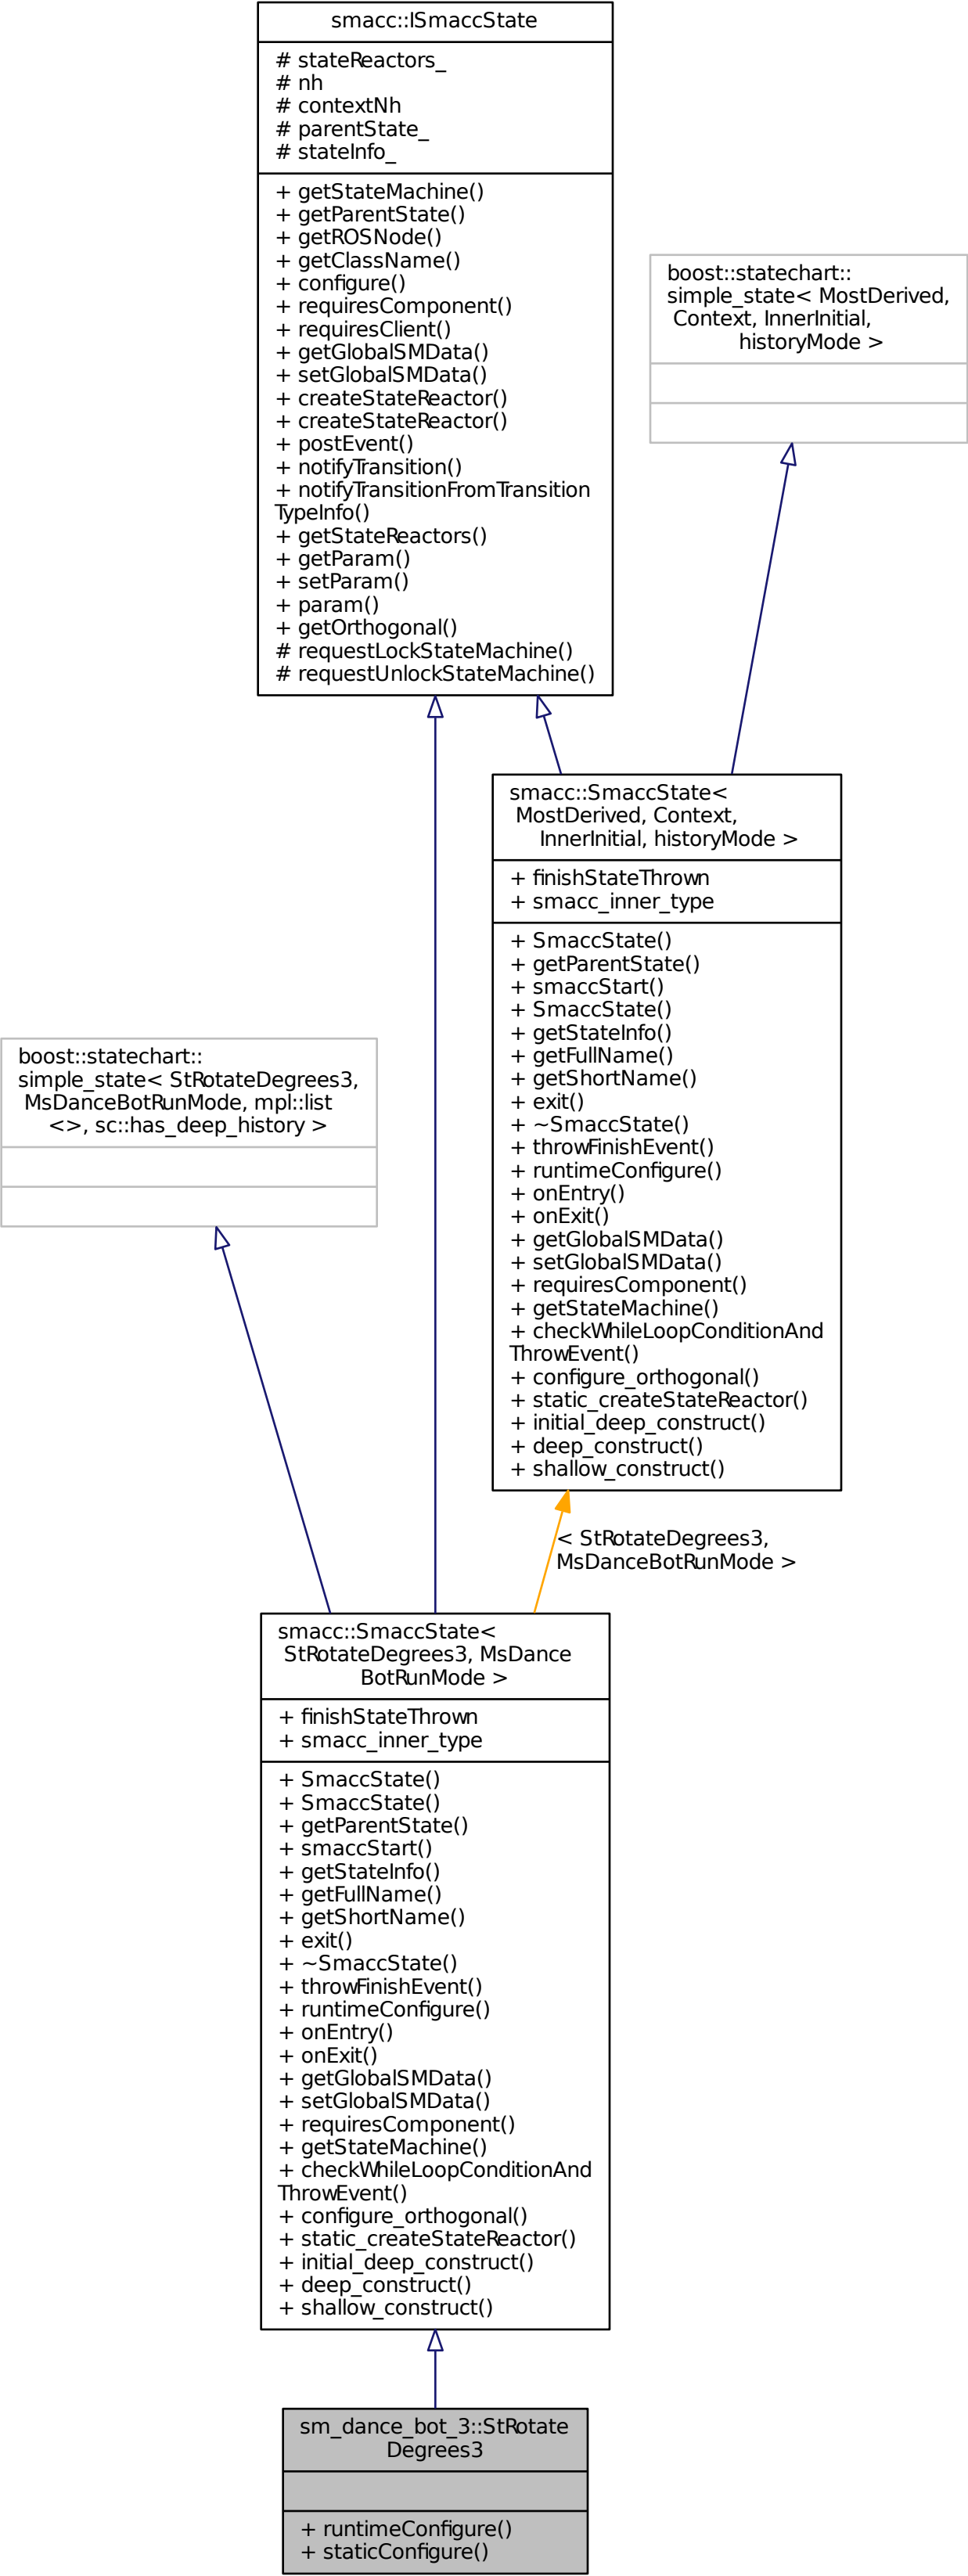 smacc::ISmaccState
# stateReactors_
# nh
# contextNh
# parentState_
# stateInfo_
+ getStateMachine()
+ getParentState()
+ getROSNode()
+ getClassName()
+ configure()
+ requiresComponent()
+ requiresClient()
+ getGlobalSMData()
+ setGlobalSMData()
+ createStateReactor()
+ createStateReactor()
+ postEvent()
+ notifyTransition()
+ notifyTransitionFromTransition
TypeInfo()
+ getStateReactors()
+ getParam()
+ setParam()
+ param()
+ getOrthogonal()
# requestLockStateMachine()
# requestUnlockStateMachine()
boost::statechart::
simple_state< MostDerived,
Context, InnerInitial,
historyMode >
smacc::SmaccState<
MostDerived, Context,
InnerInitial, historyMode >
+ finishStateThrown
+ smacc_inner_type
+ SmaccState()
+ getParentState()
+ smaccStart()
+ SmaccState()
+ getStateInfo()
+ getFullName()
+ getShortName()
+ exit()
+ ~SmaccState()
+ throwFinishEvent()
+ runtimeConfigure()
+ onEntry()
+ onExit()
+ getGlobalSMData()
+ setGlobalSMData()
+ requiresComponent()
+ getStateMachine()
+ checkWhileLoopConditionAnd
ThrowEvent()
+ configure_orthogonal()
+ static_createStateReactor()
+ initial_deep_construct()
+ deep_construct()
+ shallow_construct()
boost::statechart::
simple_state< StRotateDegrees3,
MsDanceBotRunMode, mpl::list
<>, sc::has_deep_history >
< StRotateDegrees3,
MsDanceBotRunMode >
smacc::SmaccState<
StRotateDegrees3, MsDance
BotRunMode >
+ finishStateThrown
+ smacc_inner_type
+ SmaccState()
+ SmaccState()
+ getParentState()
+ smaccStart()
+ getStateInfo()
+ getFullName()
+ getShortName()
+ exit()
+ ~SmaccState()
+ throwFinishEvent()
+ runtimeConfigure()
+ onEntry()
+ onExit()
+ getGlobalSMData()
+ setGlobalSMData()
+ requiresComponent()
+ getStateMachine()
+ checkWhileLoopConditionAnd
ThrowEvent()
+ configure_orthogonal()
+ static_createStateReactor()
+ initial_deep_construct()
+ deep_construct()
+ shallow_construct()
sm_dance_bot_3::StRotate
Degrees3
+ runtimeConfigure()
+ staticConfigure()